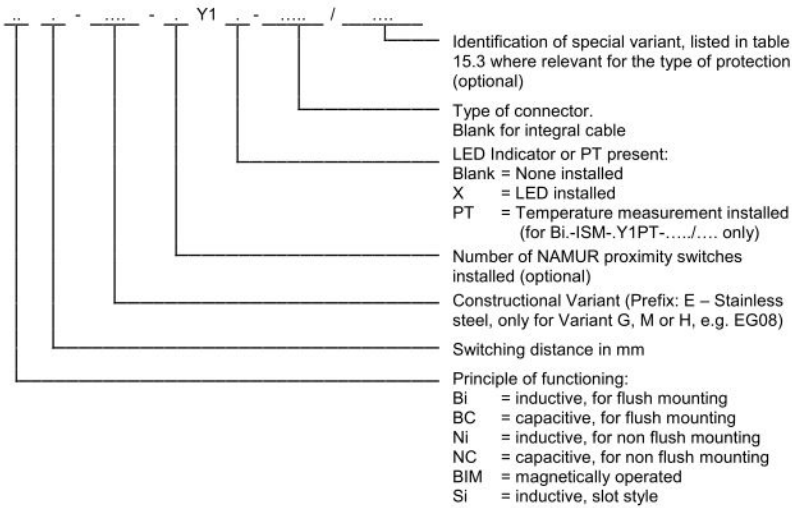 .. . - .... - . Y1 . - ..... / ....
Identification of special variant, listed in table
15.3 where relevant for the type of protection
(optional)
Type of connector.
Blank for integral cable
LED Indicator or PT present:
Blank = None installed
X = LED installed
PT = Temperature measurement installed
(for Bi.-ISM-.Y1PT-...../.... only)
Number of NAMUR proximity switches
installed (optional)
Constructional Variant (Prefix: E – Stainless
steel, only for Variant G, M or H, e.g. EG08)
Switching distance in mm
Principle of functioning:
Bi = inductive, for flush mounting
BC = capacitive, for flush mounting
Ni = inductive, for non flush mounting
NC = capacitive, for non flush mounting
BIM = magnetically operated
Si = inductive, slot style